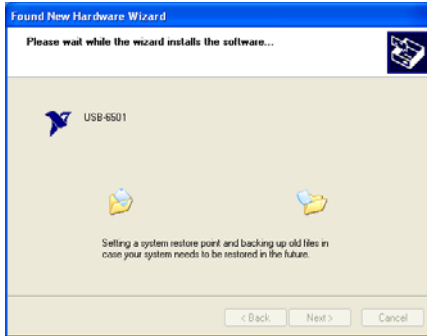 Found New Hardware Wizard
Please wait while the wizard installs the software...
USB-6501
Setting a system restore point and backing up old files in
case your system needs to be restored in the future.
< Back
Next >
Cancel